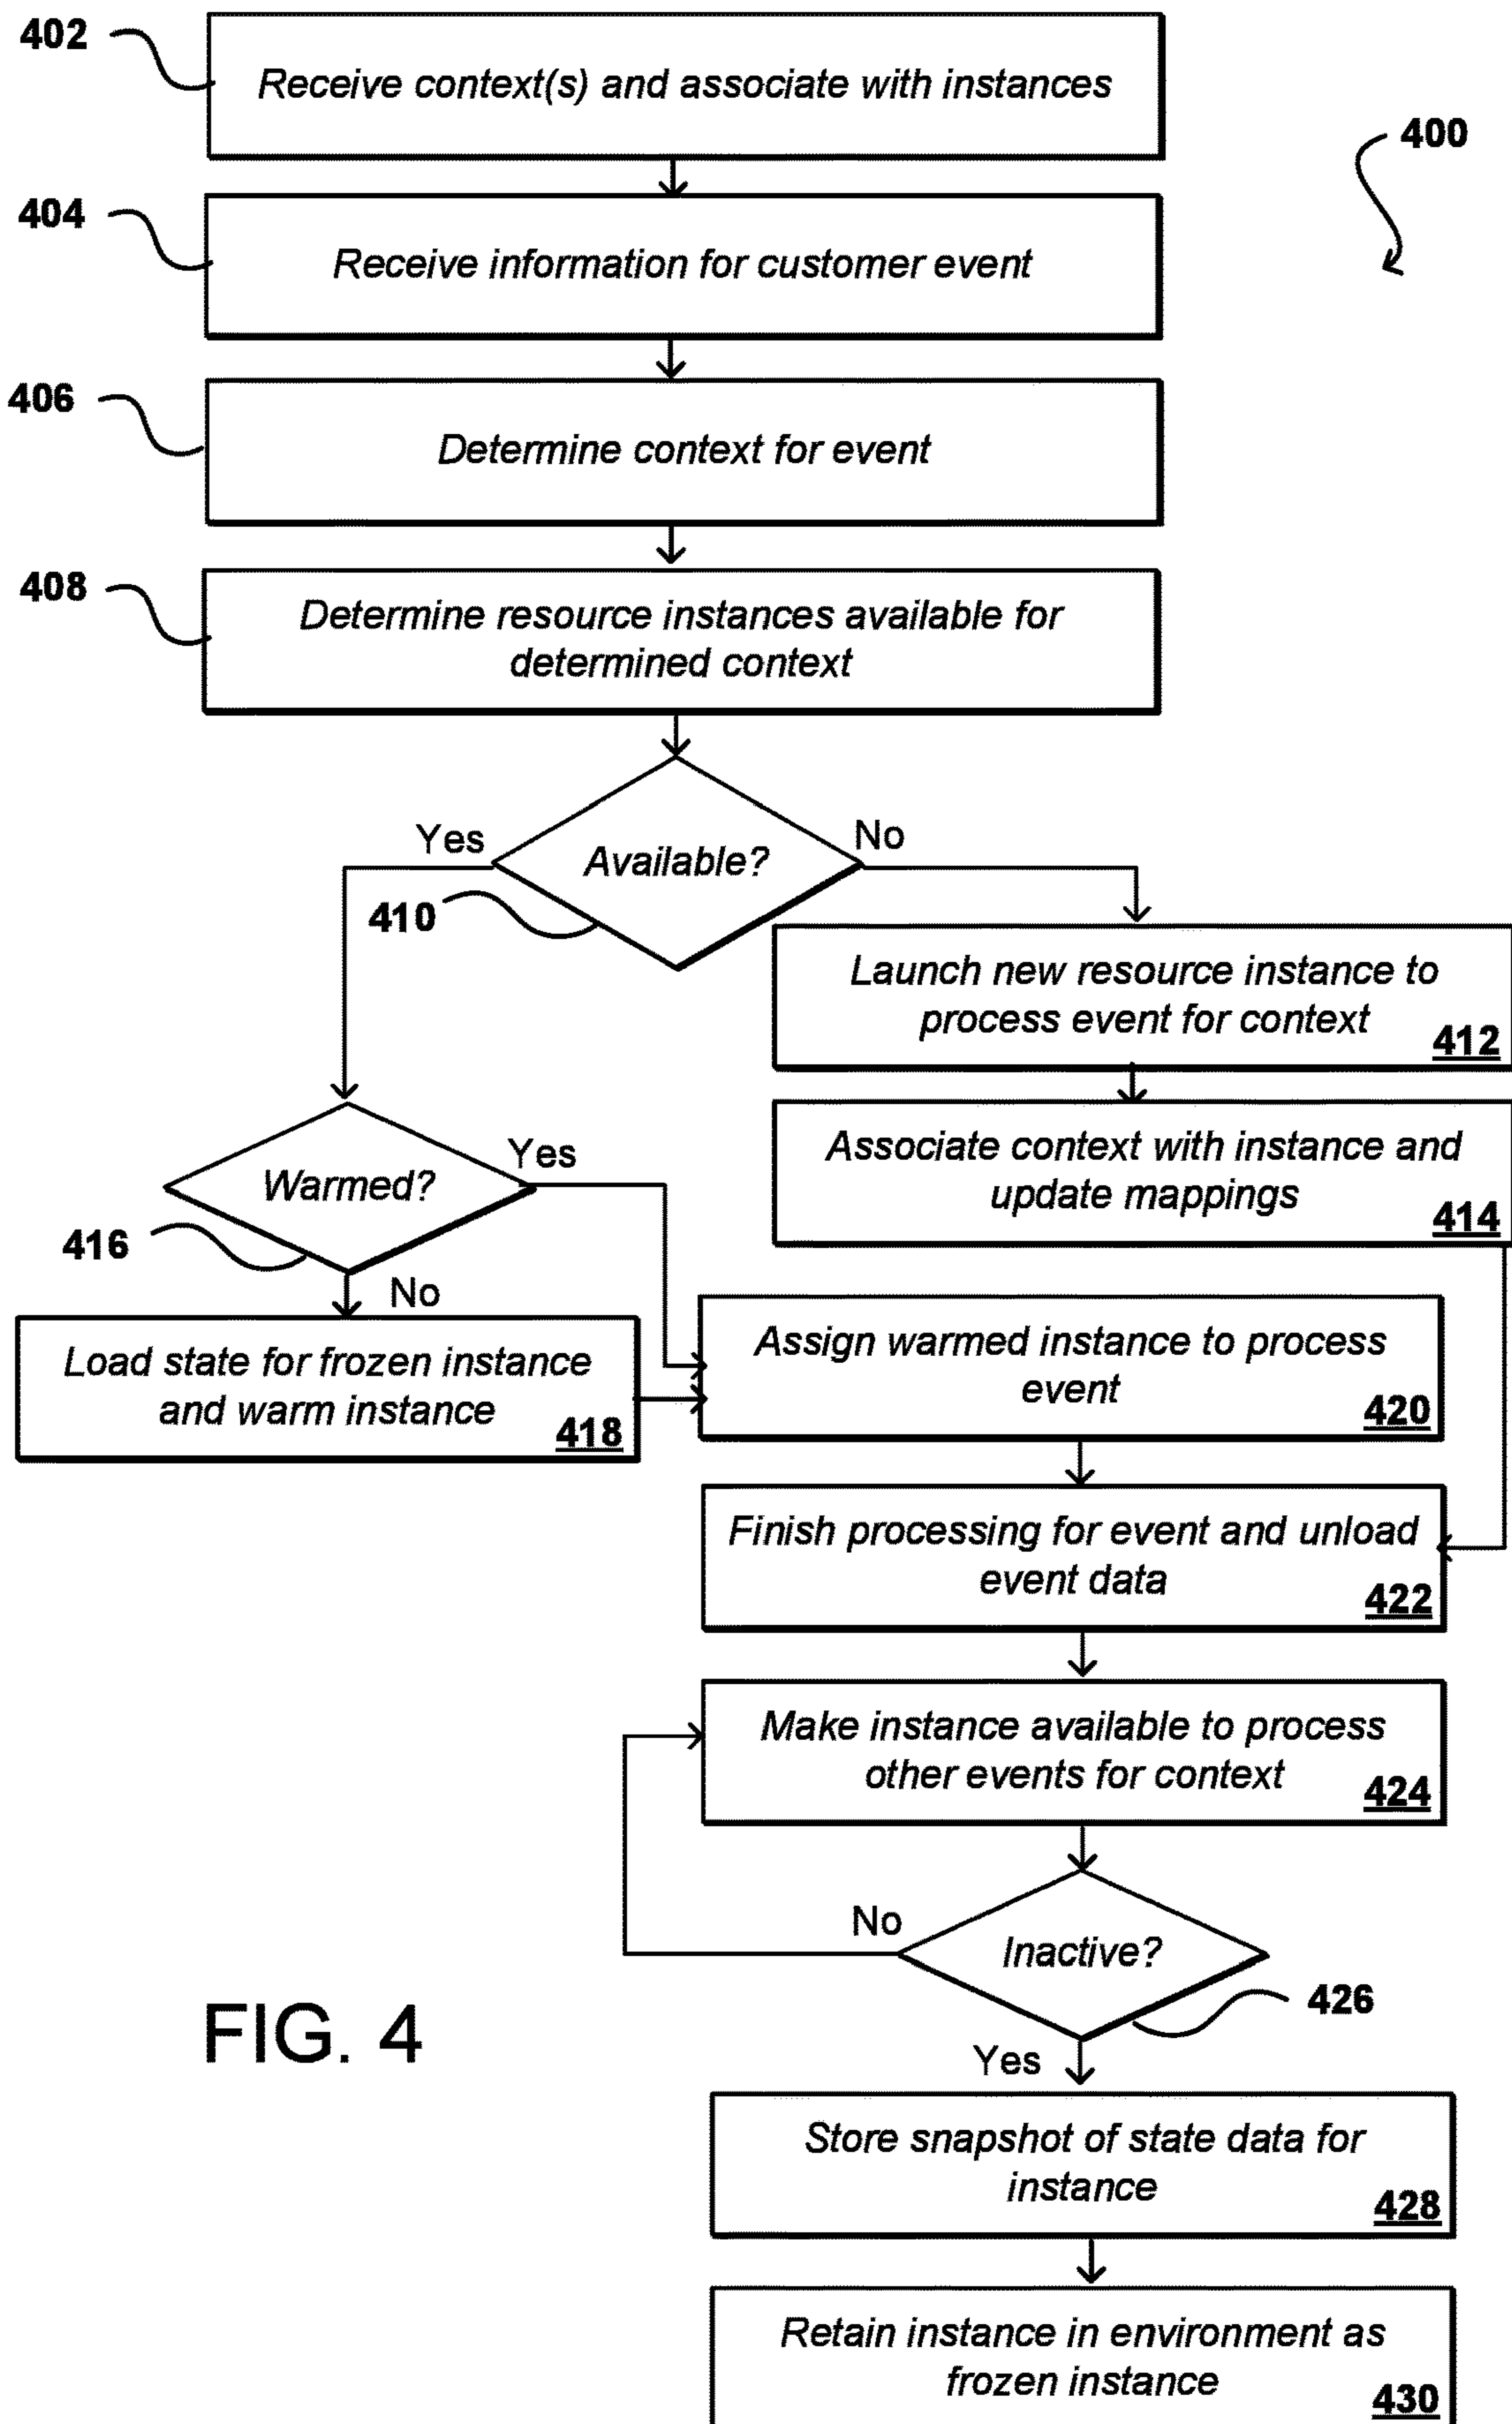 402
Receive context(s) and associate with instances
400
404
Receive information for customer event
406
Determine context for event
408
Determine resource instances available for
determined context
Yes
Available?
No
410
Launch new resource instance to
process event for context
412
Associate context with instance and
update mappings
414
Warmed?
Yes
416
No
Load state for frozen instance
and warm instance
418
Assign warmed instance to process
event
420
Finish processing for event and unload
event data
422
Make instance available to process
other events for context
424
No
Inactive?
426
Yes
FIG. 4
Store snapshot of state data for
instance
428
Retain instance in environment as
frozen instance
430